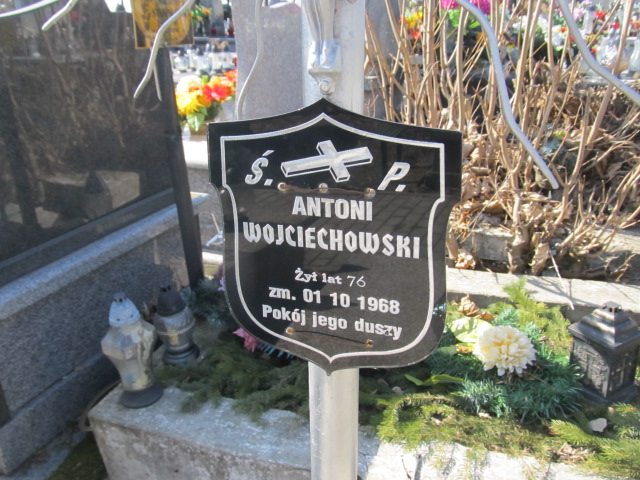 Ś. P.
ANTONI
WOJCIECHOWSKI
Żył lat 76
zm. 01 10 1968
Pokój jego duszy